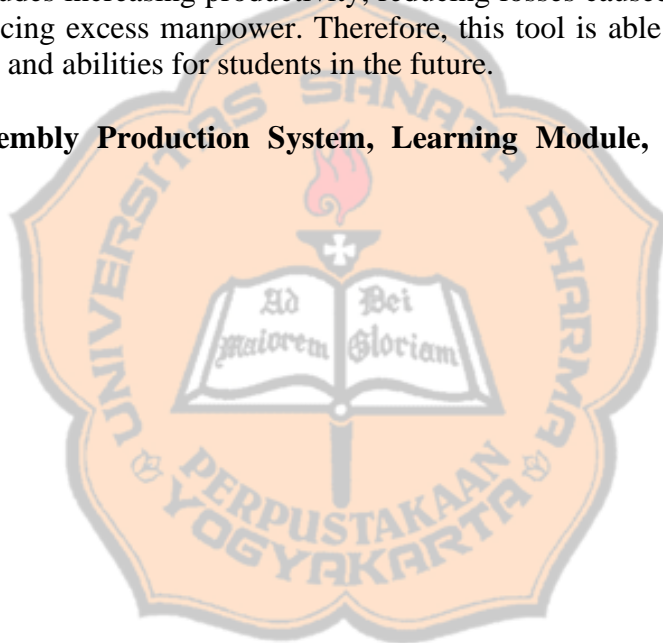 udes increasing productivity, reducing losses caused
cing excess manpower. Therefore, this tool is able
and abilities for students in the future.
embly Production System, Learning Module,
UNIVERSITAS SANATA DHARMA
Ad Dei
Maiorem Gloriam
PERPUSTAKAAN
YOGYAKARTA